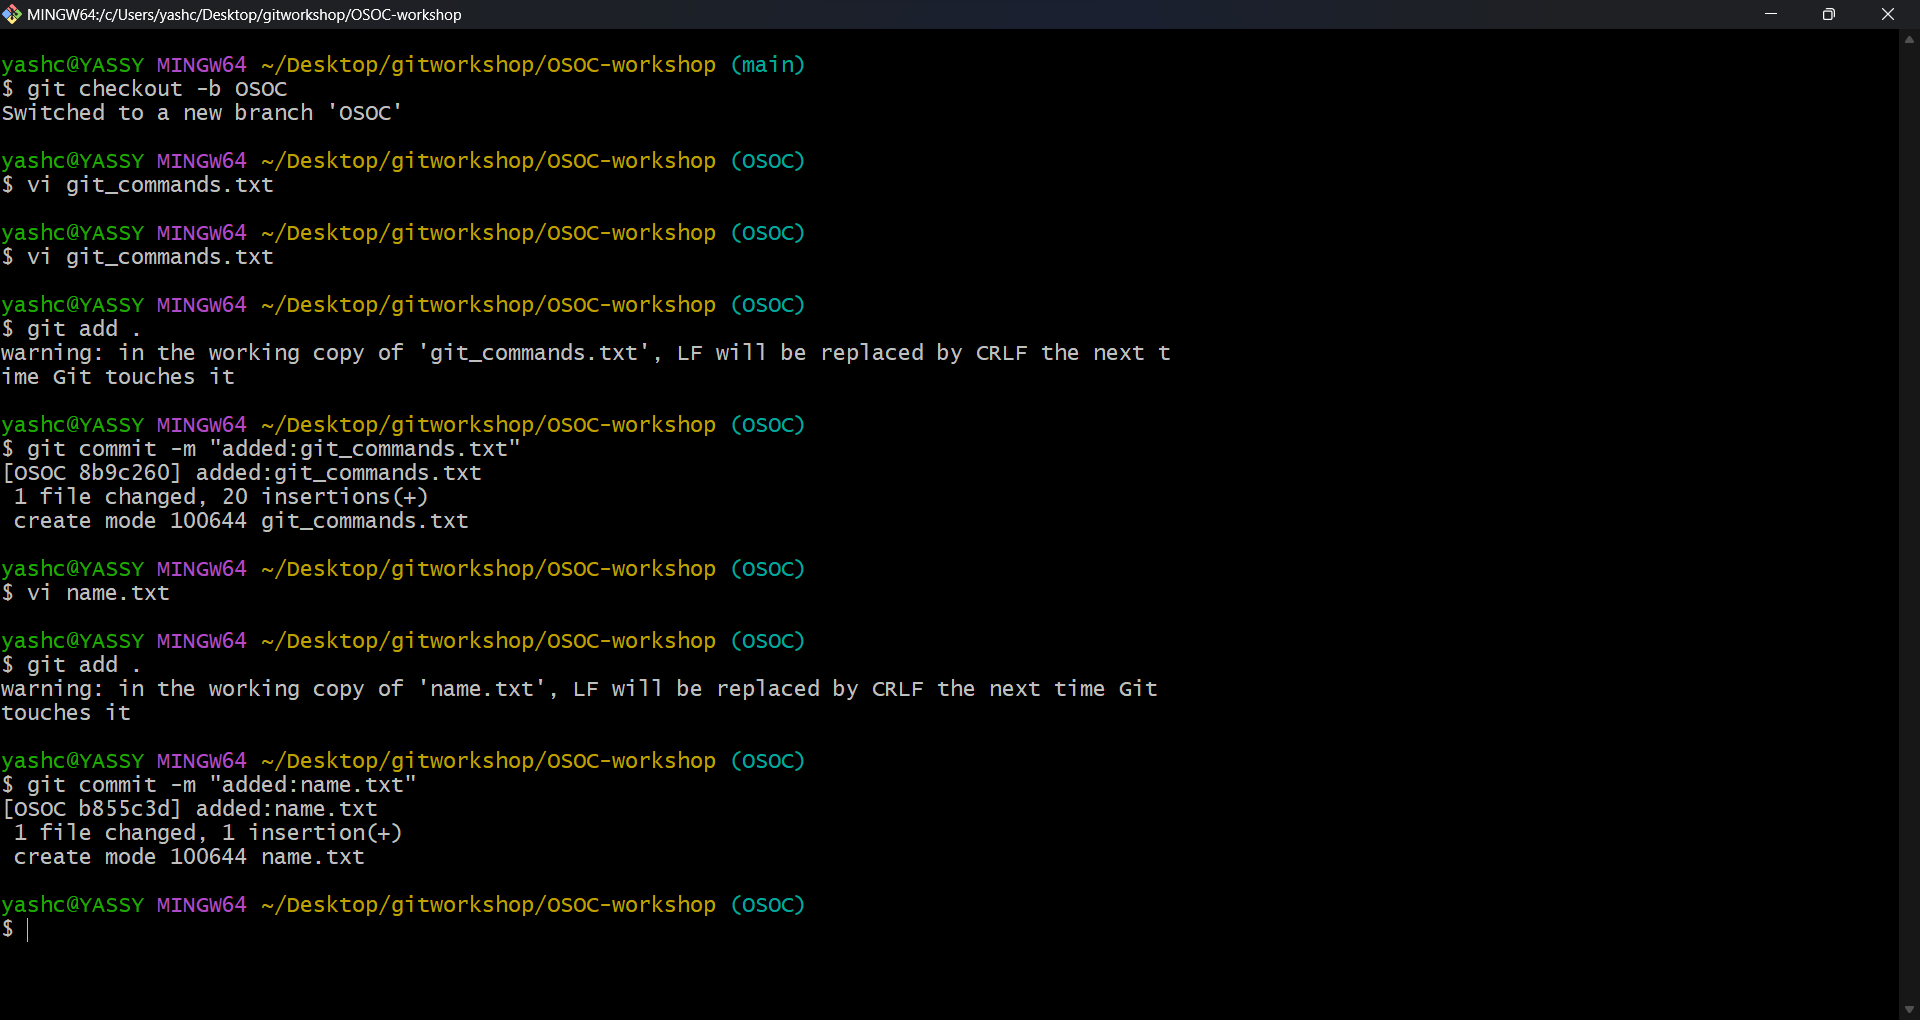 MINGW64:/c/Users/yashc/Desktop/gitworkshop/OSOC-workshop
yashc@YASSY MINGW64 ~/Desktop/gitworkshop/OSOC-workshop (main)
$ git checkout -b OSOC
Switched to a new branch 'OSOC'
yashc@YASSY MINGW64 ~/Desktop/gitworkshop/OSOC-workshop (OSOC)
$ vi git_commands.txt
yashc@YASSY MINGW64 ~/Desktop/gitworkshop/OSOC-workshop (OSOC)
$ vi git_commands.txt
yashc@YASSY MINGW64 ~/Desktop/gitworkshop/OSOC-workshop (OSOC)
$ git add .
warning: in the working copy of 'git_commands.txt', LF will be replaced by CRLF the next t
ime Git touches it
yashc@YASSY MINGW64 ~/Desktop/gitworkshop/OSOC-workshop (OSOC)
$ git commit -m "added:git_commands.txt"
[OSOC 8b9c260] added:git_commands.txt
1 file changed, 20 insertions(+)
create mode 100644 git_commands.txt
yashc@YASSY MINGW64 ~/Desktop/gitworkshop/OSOC-workshop (OSOC)
$ vi name.txt
yashc@YASSY MINGW64 ~/Desktop/gitworkshop/OSOC-workshop (OSOC)
$ git add .
warning: in the working copy of 'name.txt', LF will be replaced by CRLF the next time Git
touches it
yashc@YASSY MINGW64 ~/Desktop/gitworkshop/OSOC-workshop (OSOC)
$ git commit -m "added:name.txt"
[OSOC b855c3d] added:name.txt
1 file changed, 1 insertion(+)
create mode 100644 name.txt
yashc@YASSY MINGW64 ~/Desktop/gitworkshop/OSOC-workshop (OSOC)
$